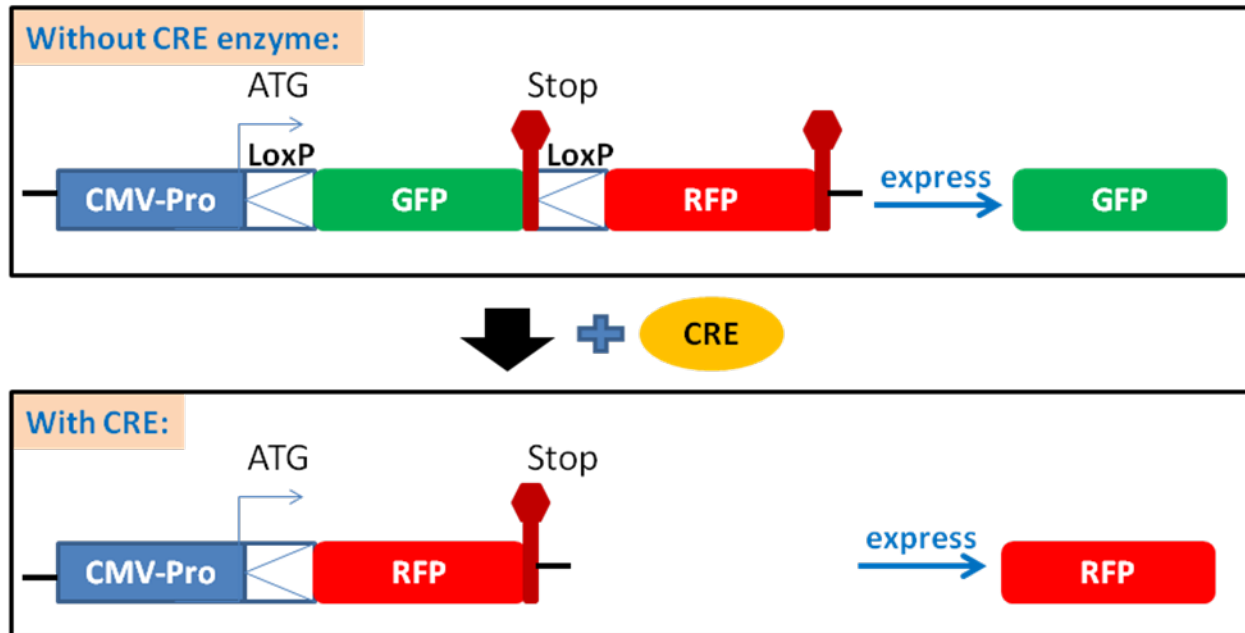 Without CRE enzyme:
ATG
Stop
LoxP
LoxP
CMV-Pro
GFP
RFP
express
GFP
CRE
With CRE:
ATG
Stop
CMV-Pro
RFP
express
RFP